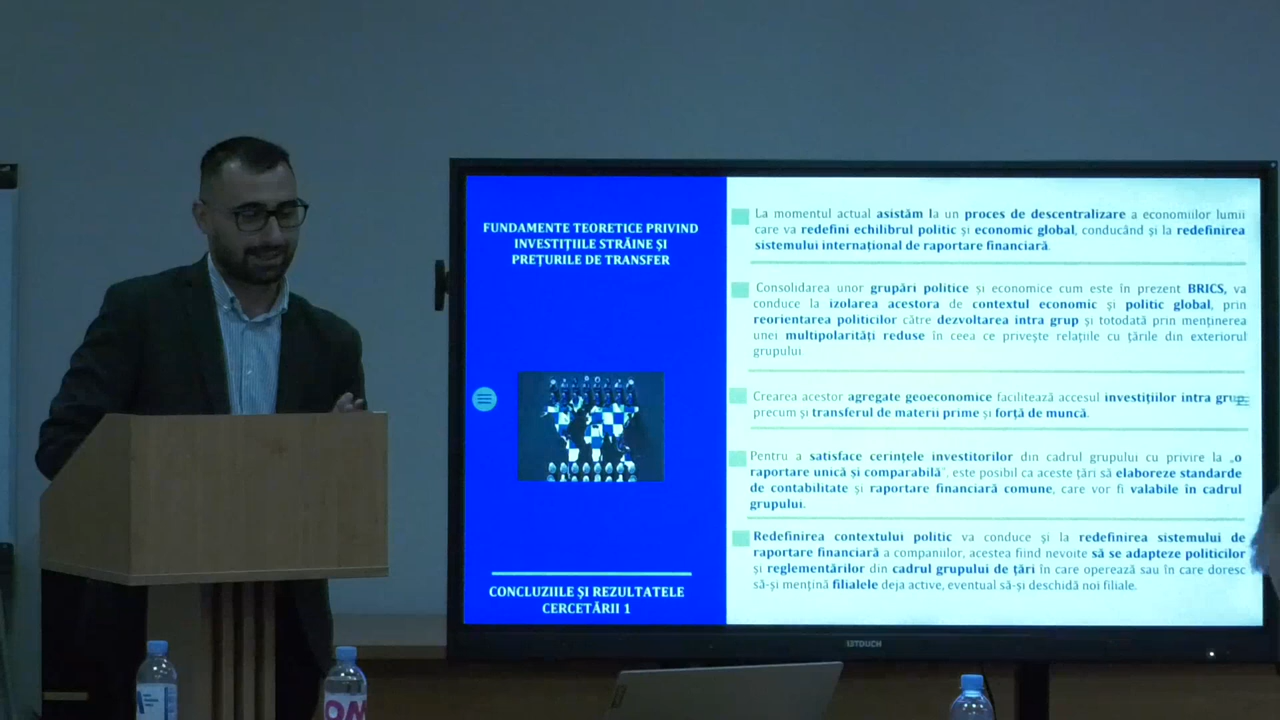 FUNDAMENTE TEORETICE PRIVIND
INVESTIȚIILE STRĂINE ȘI
PREȚURILE DE TRANSFER
CONCLUZIILE ȘI REZULTATELE
CERCETĂRII 1
La momentul actual asistăm la un proces de descentralizare a economiilor lumii
care va redefini echilibrul politic și economic global, conducând și la redefinirea
sistemului internațional de raportare financiară.
Consolidarea unor grupări politice și economice cum este în prezent BRICS, va
conduce la izolarea acestora de contextul economic și politic global, prin
reorientarea politicilor către dezvoltarea intra grup și totodată prin menținerea
unei multipolarități reduse în ceea ce privește relațiile cu țările din exteriorul
grupului.
Crearea acestor agregate geoeconomice facilitează accesul investițiilor intra grup,
precum și transferul de materii prime și forță de muncă.
Pentru a satisface cerințele investitorilor din cadrul grupului cu privire la „o
raportare unică și comparabilă”, este posibil ca aceste țări să elaboreze standarde
de contabilitate și raportare financiară comune, care vor fi valabile în cadrul
grupului.
Redefinirea contextului politic va conduce și la redefinirea sistemului de
raportare financiară a companiilor, acestea fiind nevoite să se adapteze politicilor
și reglementărilor din cadrul grupului de țări în care operează sau în care doresc
să-și mențină filialele deja active, eventual să-și deschidă noi filiale.
OM